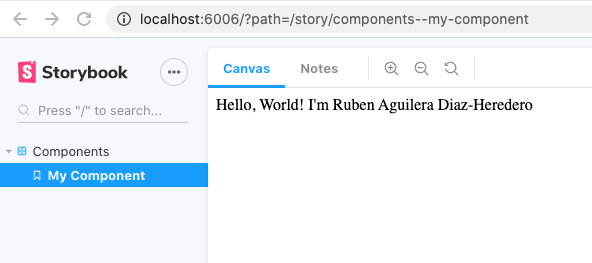 localhost:6006/?path=/story/components--my-component
Storybook
Press "/" to search...
Components
My Component
Canvas Notes
Hello, World! I'm Ruben Aguilera Diaz-Heredero